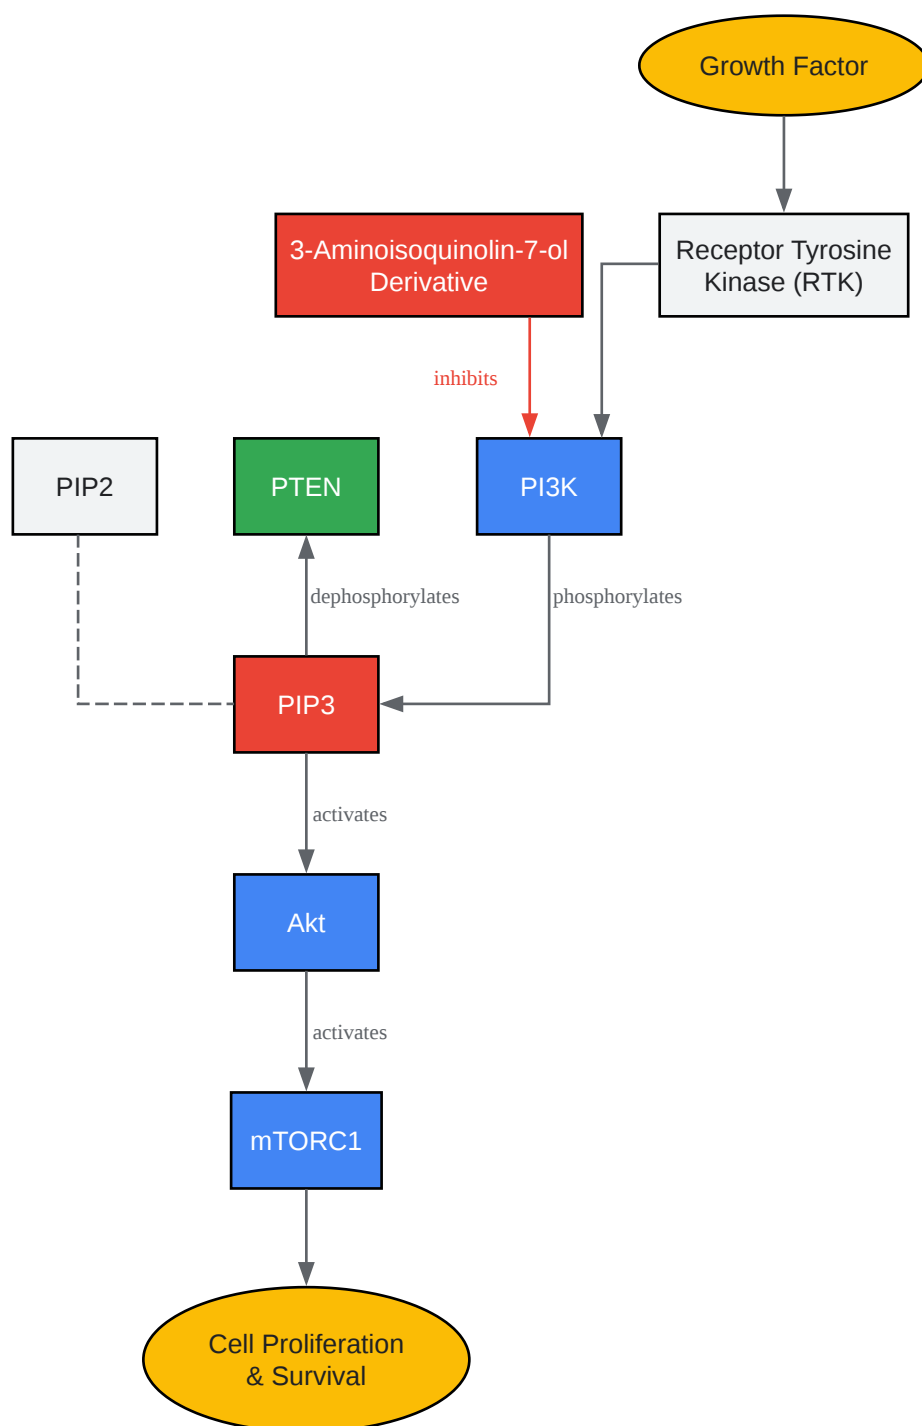 Growth Factor
3-Aminoisoquinolin-7-ol
Derivative
Receptor Tyrosine
Kinase (RTK)
inhibits
PIP2
PTEN
PI3K
dephosphorylates
phosphorylates
PIP3
activates
Akt
activates
mTORC1
Cell Proliferation
& Survival